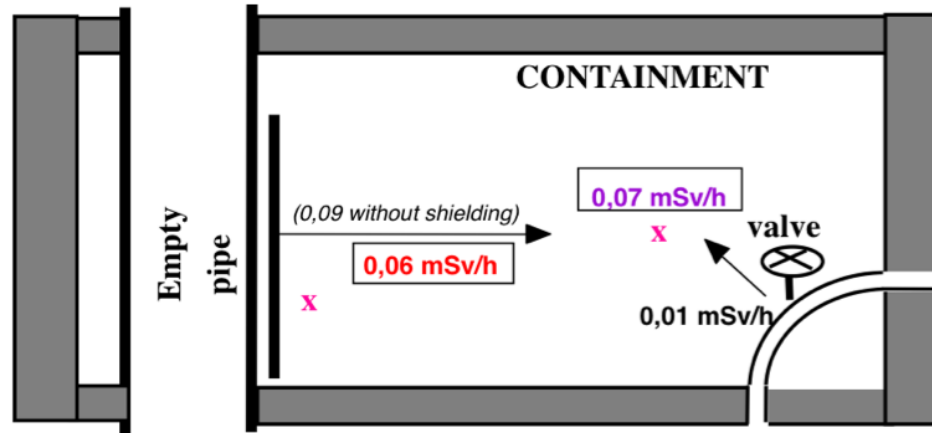 CONTAINMENT
Empty
pipe
(0,09 without shielding)
0,06 mSv/h
x
0,07 mSv/h
x
valve
0,01 mSv/h